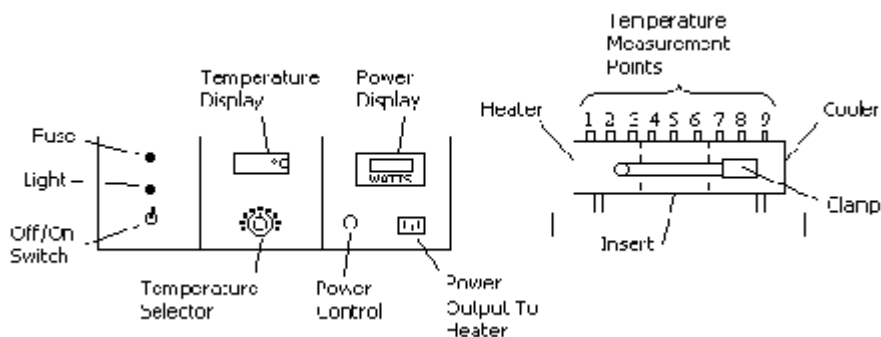 Temperature
Measurement
Points
Temperature
Display
Power
Display
Heater
1 2 3 4 5 6 7 8 9
Cooler
Fuse
Light
Off/On
Switch
°C
WATTS
Clamp
Insert
Temperature
Selector
Power
Control
Power
Output To
Heater